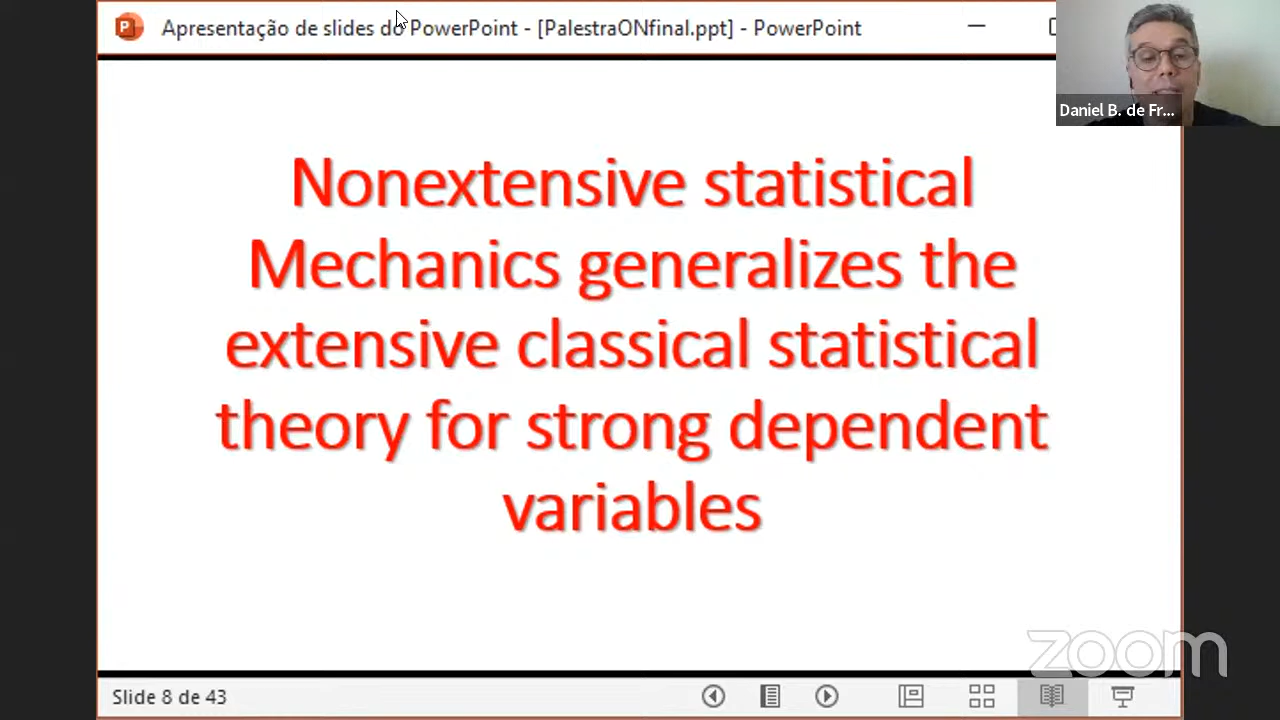 Apresentação de slides do PowerPoint - [PalestraONfinal.ppt] - PowerPoint
Daniel B. de Fr...
Nonextensive statistical
Mechanics generalizes the
extensive classical statistical
theory for strong dependent
variables
zoom
Slide 8 de 43